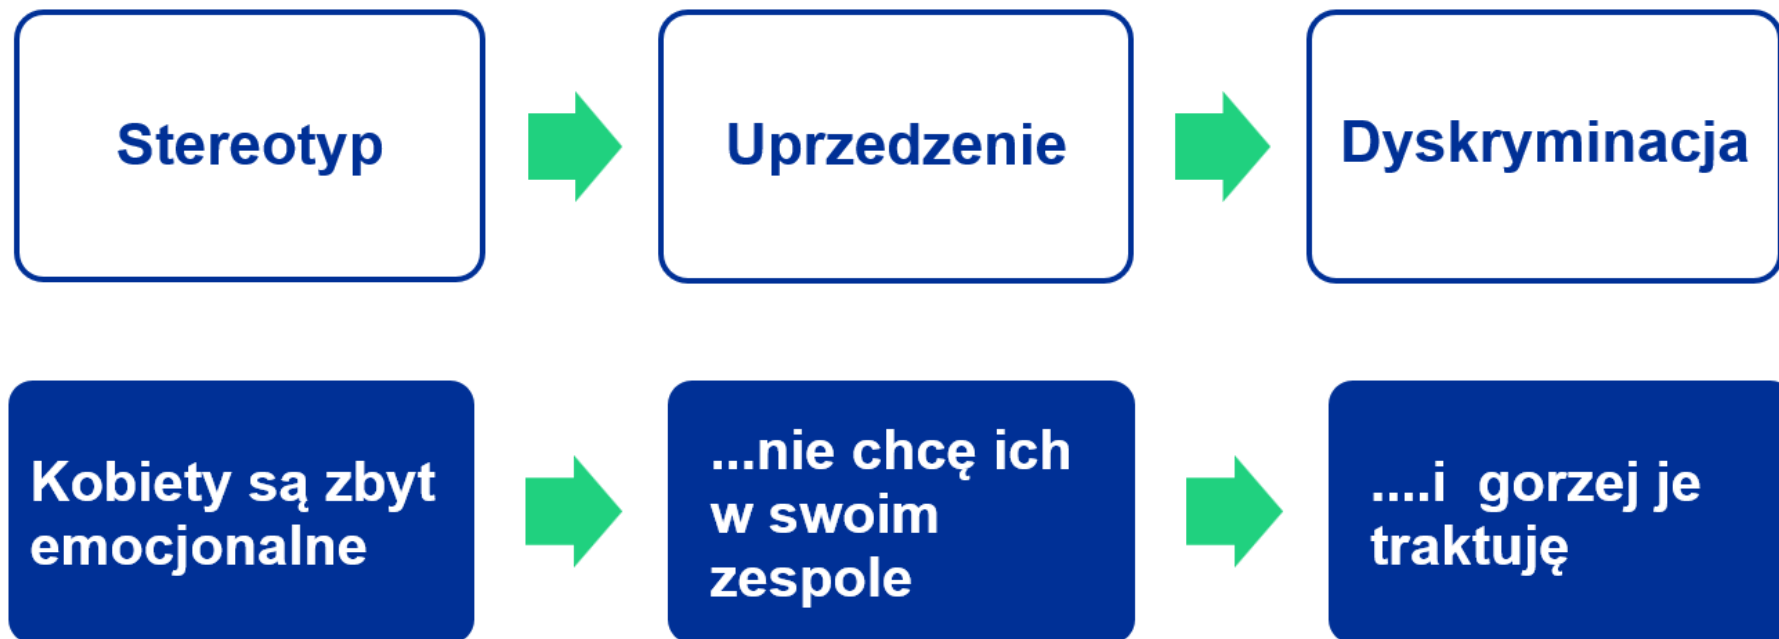 Stereotyp
Uprzedzenie
Dyskryminacja
Kobiety są zbyt
emocjonalne
...nie chcę ich
w swoim
zespole
....i  gorzej je
traktuję